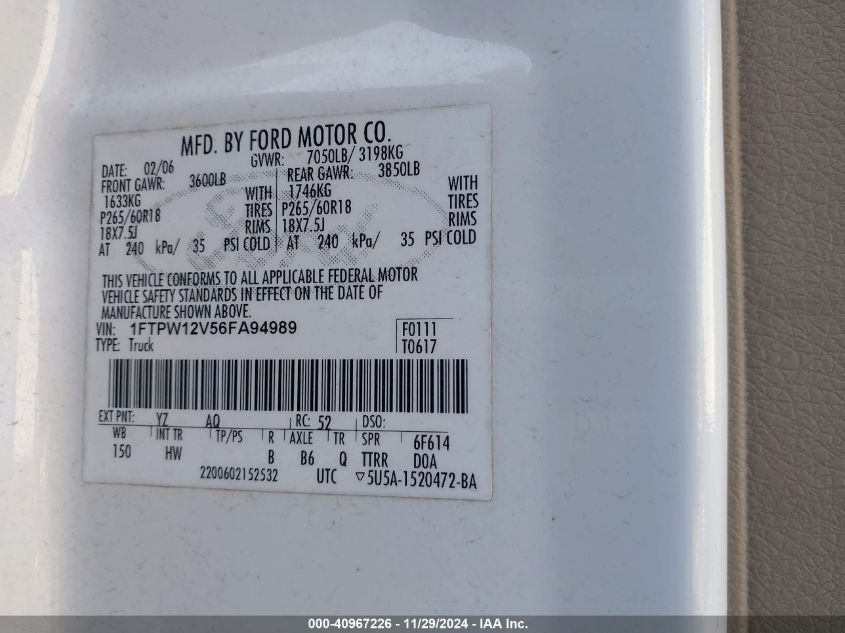 MFD. BY FORD MOTOR CO.
DATE: 02/06 GVWR: 7050LB/ 3198KG
FRONT GAWR: 3600LB REAR GAWR: 3850LB
1633KG WITH 1746KG WITH
P265/60R18 TIRES P265/60R18 TIRES
18X7.5J RIMS 18X7.5J RIMS
AT 240 kPa/ 35 PSI COLD AT 240 kPa/ 35 PSI COLD
THIS VEHICLE CONFORMS TO ALL APPLICABLE FEDERAL MOTOR
VEHICLE SAFETY STANDARDS IN EFFECT ON THE DATE OF
MANUFACTURE SHOWN ABOVE.
VIN: 1FTPW12V56FA94989 F0111
TYPE: Truck T0617
EXT PNT: YZ AQ RC: 52 DSO:
WB INT TR TP/PS R AXLE TR SPR 6F614
150 HW B B6 Q TTRR DOA
2200602152532 UTC ▽5U5A-1520472-BA
000-40967226 - 11/29/2024 - IAA Inc.